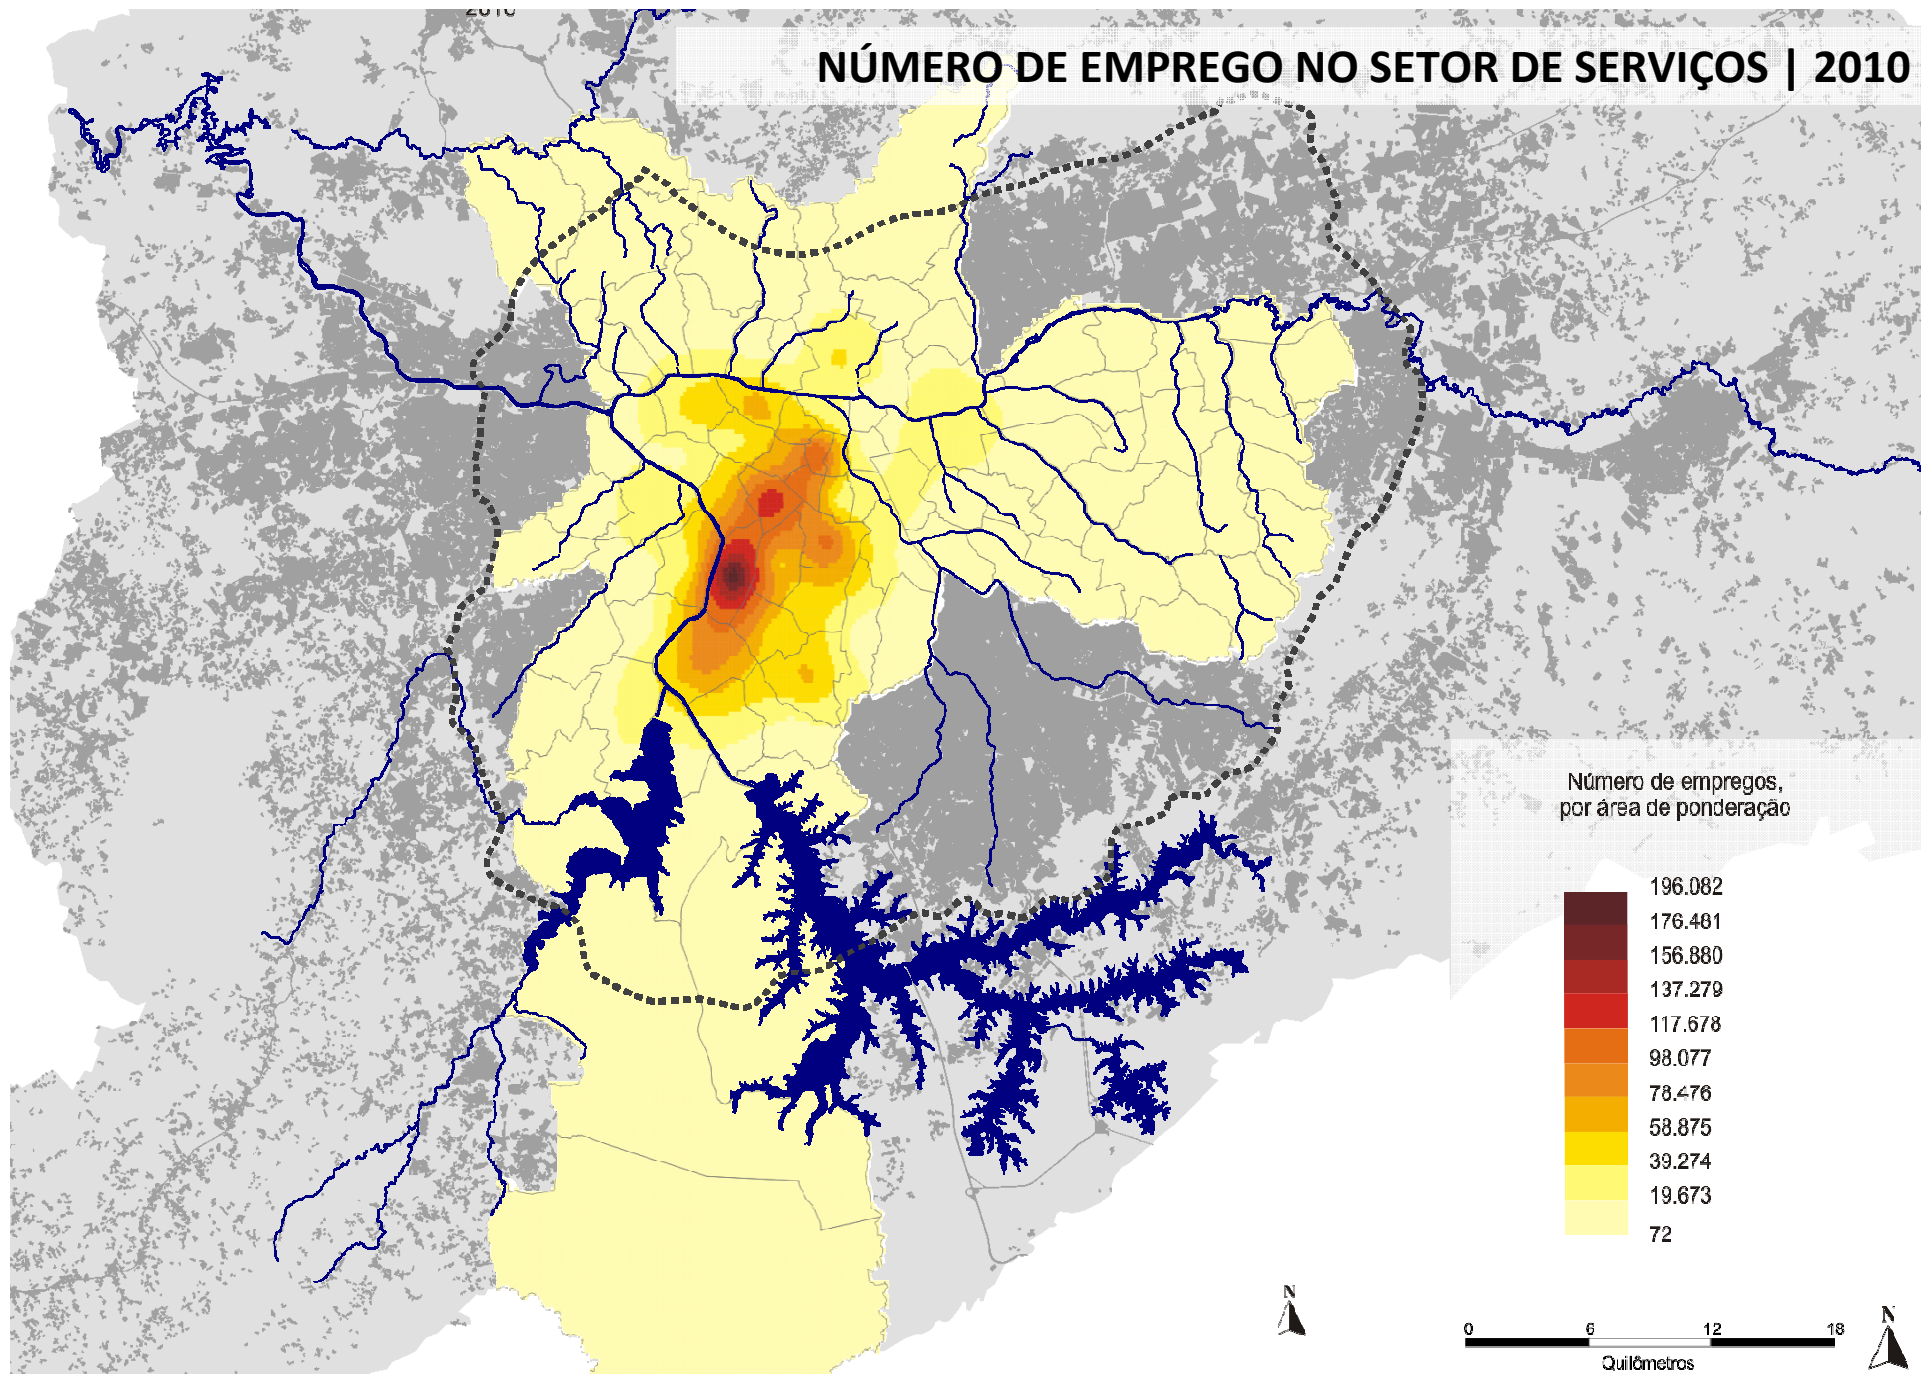 2010
NÚMERO DE EMPREGO NO SETOR DE SERVIÇOS | 2010
Número de empregos,
por área de ponderação
196.082
176.481
156.880
137.279
117.678
98.077
78.476
58.875
39.274
19.673
72
N
N
0 6 12 18
Quilômetros